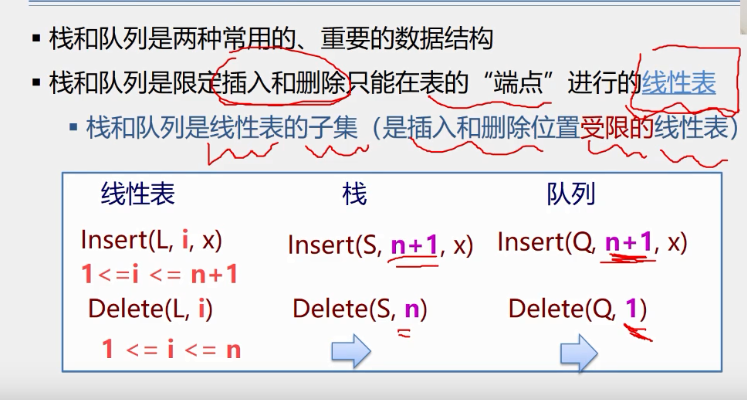 ▪ 栈和队列是两种常用的、重要的数据结构
▪ 栈和队列是限定插入和删除只能在表的“端点”进行的线性表
▪ 栈和队列是线性表的子集（是插入和删除位置受限的线性表）
线性表 栈 队列
Insert(L, i, x) Insert(S, n+1, x) Insert(Q, n+1, x)
1<=i <= n+1
Delete(L, i) Delete(S, n) Delete(Q, 1)
1 <= i <= n